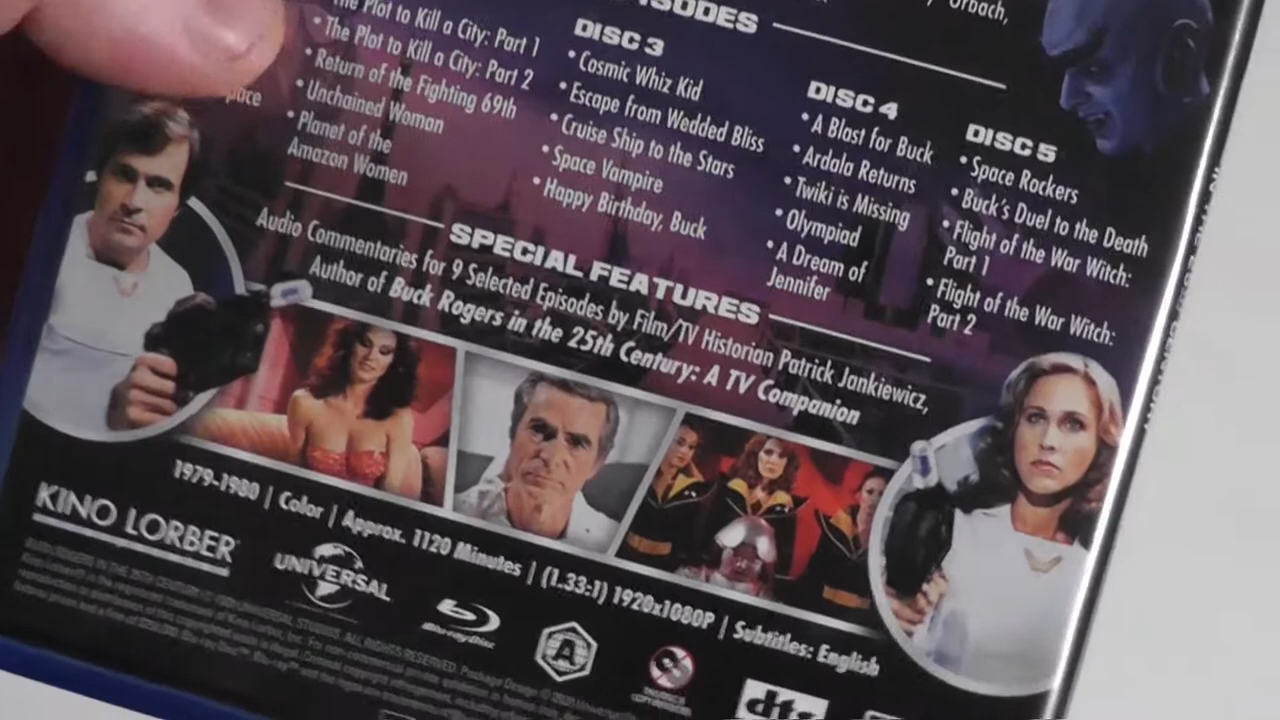 Orbach,
EPISODES
The Plot to Kill a City: Part 1
• The Plot to Kill a City: Part 2
• Return of the Fighting 69th
• Unchained Woman
• Planet of the
Amazon Women
DISC 3
• Cosmic Whiz Kid
• Escape from Wedded Bliss
• Cruise Ship to the Stars
• Space Vampire
• Happy Birthday, Buck
DISC 4
• A Blast for Buck
• Ardala Returns
• Twiki is Missing
• Olympiad
• A Dream of
Jennifer
DISC 5
• Space Rockers
• Buck's Duel to the Death
• Flight of the War Witch:
Part 1
• Flight of the War Witch:
Part 2
SPECIAL FEATURES
Audio Commentaries for 9 Selected Episodes by Film/TV Historian Patrick Jankiewicz,
Author of Buck Rogers in the 25th Century: A TV Companion
1979-1980 | Color | Approx. 1120 Minutes | (1.33:1) 1920x1080P | Subtitles: English
KINO LORBER
UNIVERSAL
Blu-ray Disc
A
dts